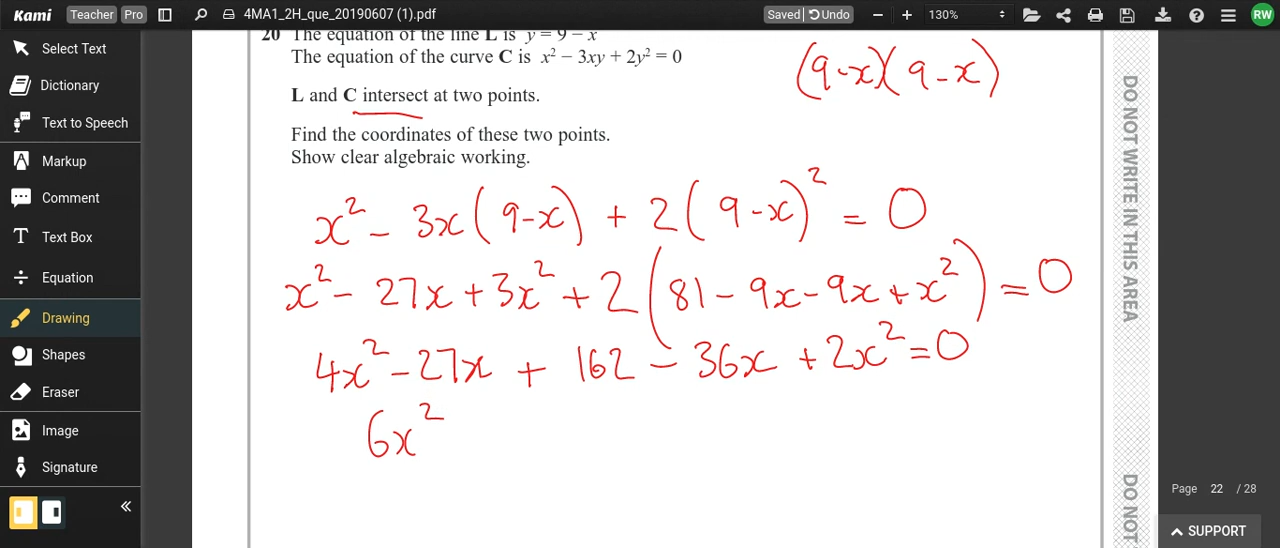 Kami Teacher Pro 4MA1_2H_que_20190607 (1).pdf Saved Undo 130% RW
Select Text
Dictionary
Text to Speech
Markup
Comment
Text Box
Equation
Drawing
Shapes
Eraser
Image
Signature
20 The equation of the line L is y = 9 − x
The equation of the curve C is x² − 3xy + 2y² = 0
(9-x)(9-x)
L and C intersect at two points.
Find the coordinates of these two points.
Show clear algebraic working.
x² - 3x(9-x) + 2(9-x)² = 0
x² - 27x + 3x² + 2(81 - 9x - 9x + x²) = 0
4x² - 27x + 162 - 36x + 2x² = 0
6x²
DO NOT WRITE IN THIS AREA
DO NOT
Page 22 / 28
SUPPORT